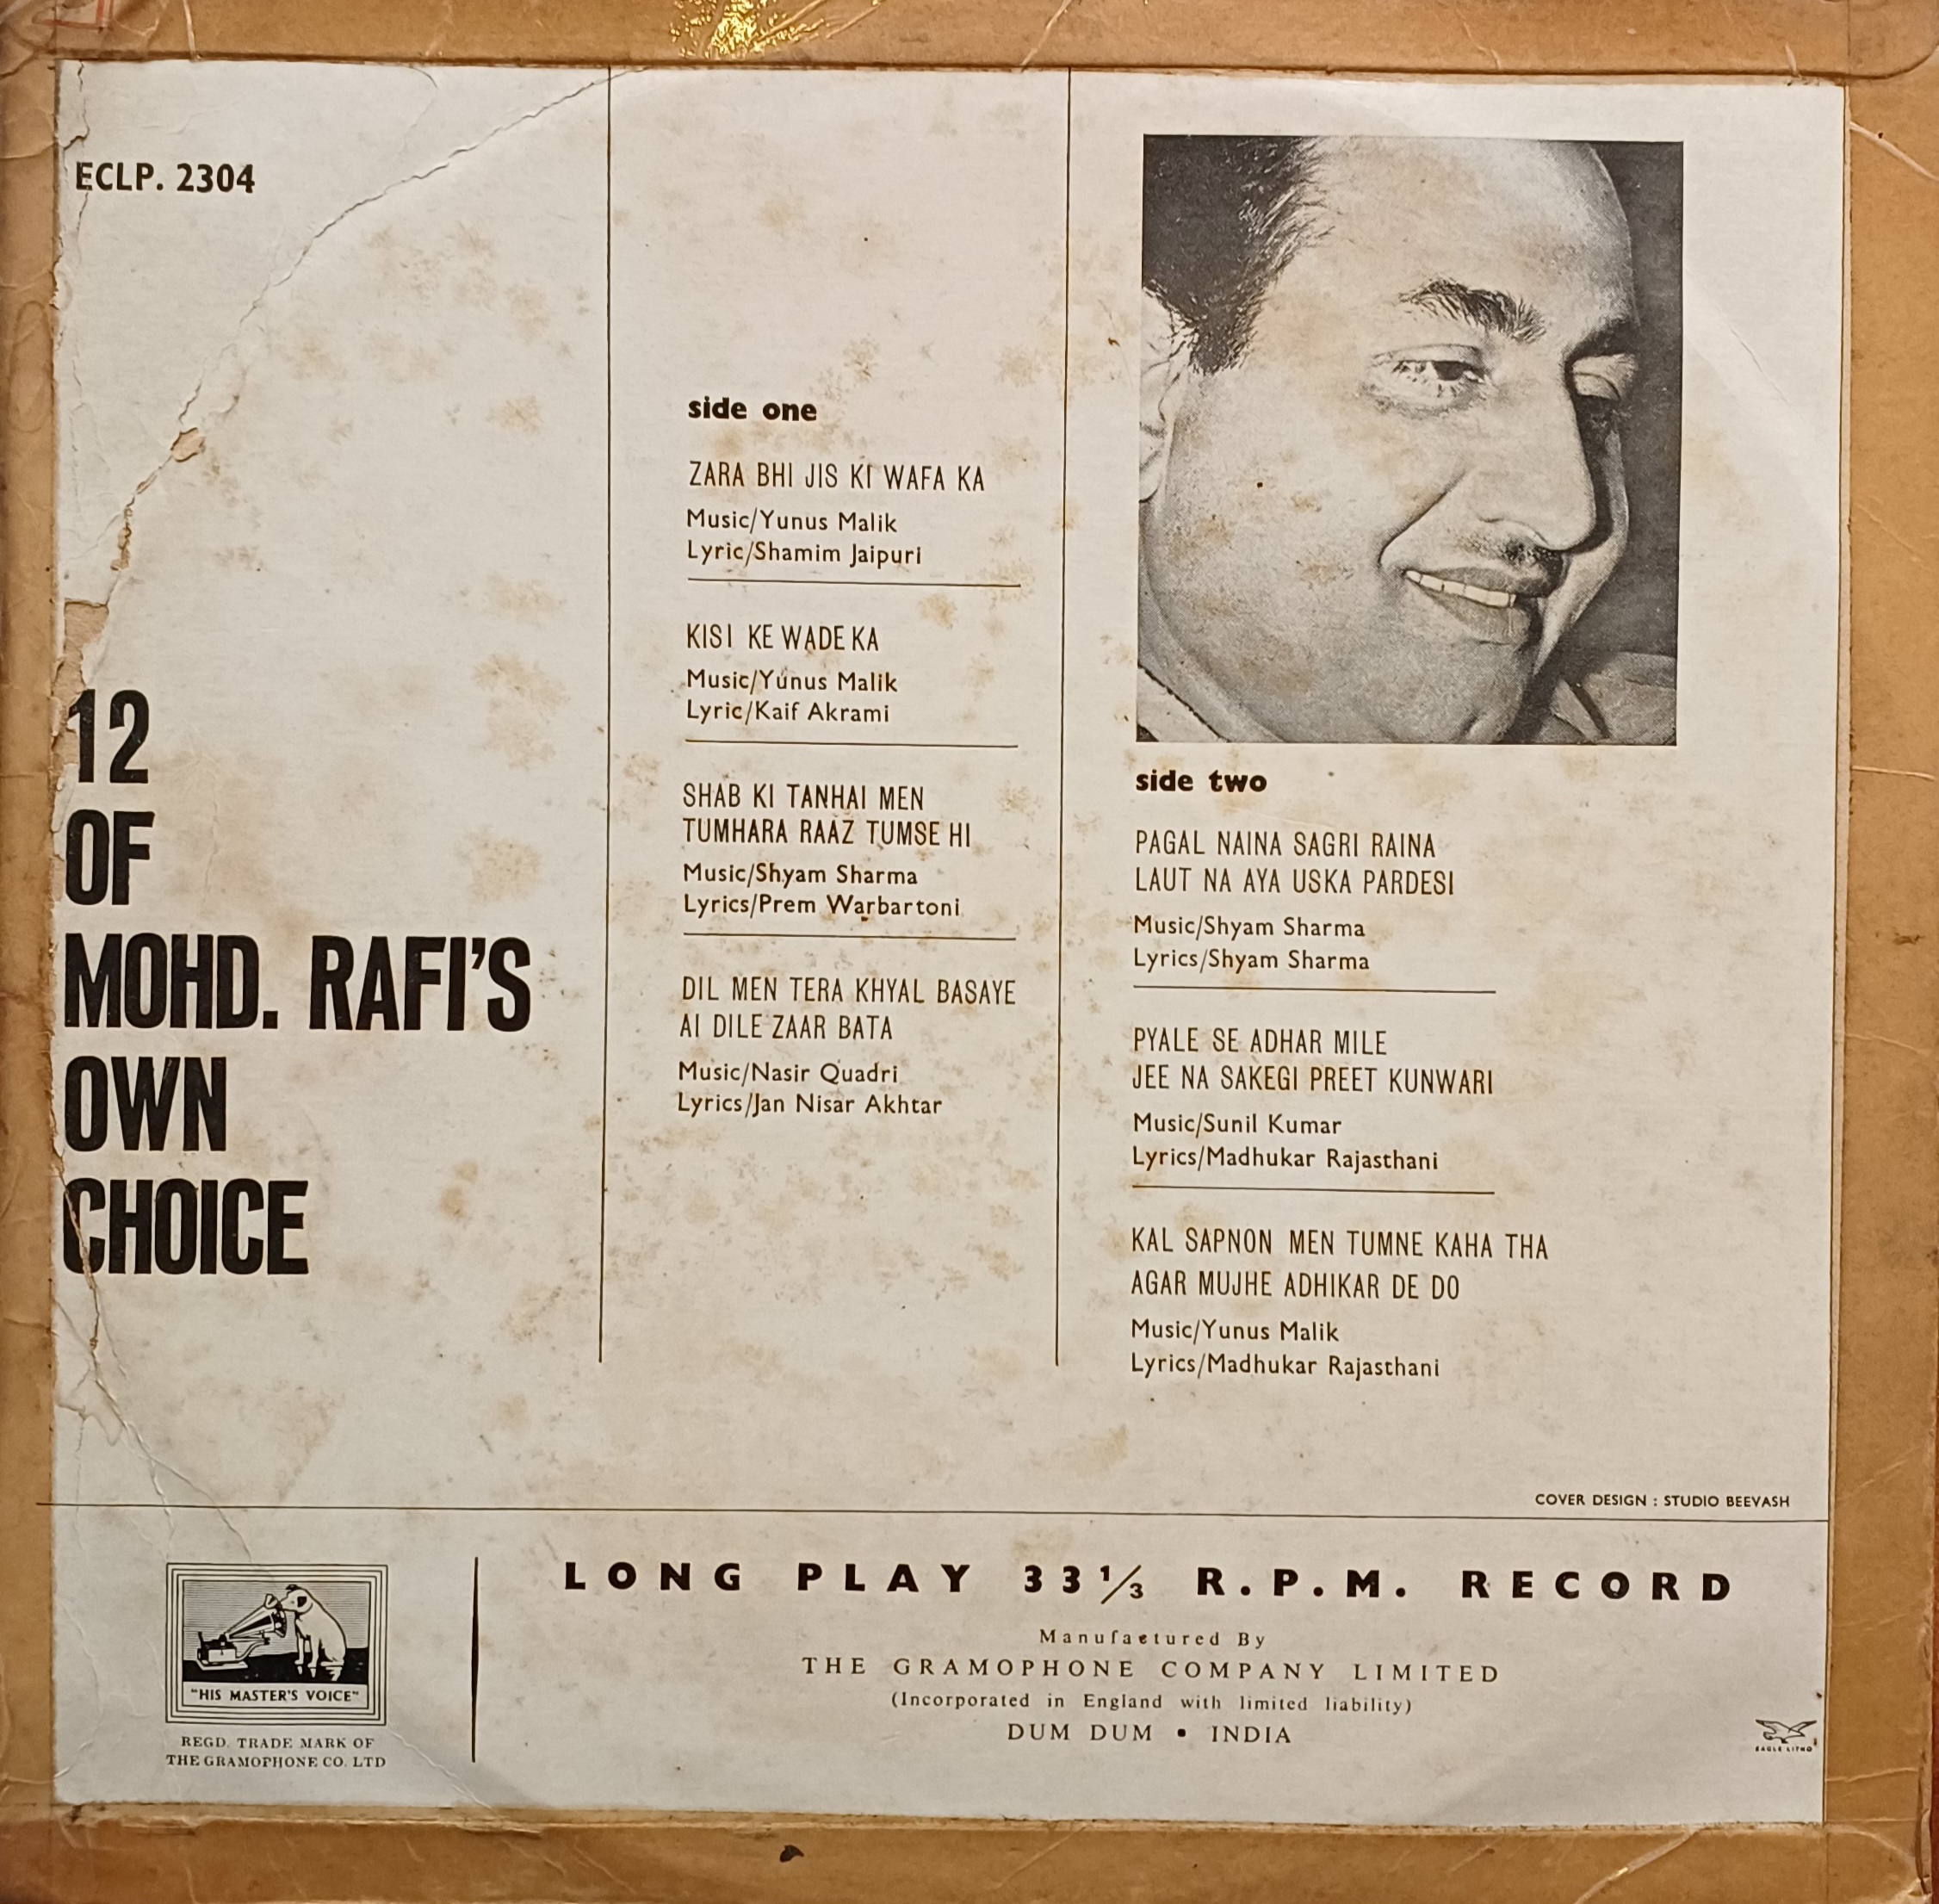 ECLP. 2304
12
OF
MOHD. RAFI'S
OWN
CHOICE
side one
ZARA BHI JIS KI WAFA KA
Music/Yunus Malik
Lyric/Shamim Jaipuri
KISI KE WADE KA
Music/Yunus Malik
Lyric/Kaif Akrami
SHAB KI TANHAI MEN
TUMHARA RAAZ TUMSE HI
Music/Shyam Sharma
Lyrics/Prem Warbartoni
DIL MEN TERA KHYAL BASAYE
AI DILE ZAAR BATA
Music/Nasir Quadri
Lyrics/Jan Nisar Akhtar
side two
PAGAL NAINA SAGRI RAINA
LAUT NA AYA USKA PARDESI
Music/Shyam Sharma
Lyrics/Shyam Sharma
PYALE SE ADHAR MILE
JEE NA SAKEGI PREET KUNWARI
Music/Sunil Kumar
Lyrics/Madhukar Rajasthani
KAL SAPNON MEN TUMNE KAHA THA
AGAR MUJHE ADHIKAR DE DO
Music/Yunus Malik
Lyrics/Madhukar Rajasthani
COVER DESIGN : STUDIO BEEVASH
"HIS MASTER'S VOICE"
REGD. TRADE MARK OF
THE GRAMOPHONE CO. LTD
LONG PLAY 33 1/3 R.P.M. RECORD
Manufactured By
THE GRAMOPHONE COMPANY LIMITED
(Incorporated in England with limited liability)
DUM DUM • INDIA
EAGLE LITHO